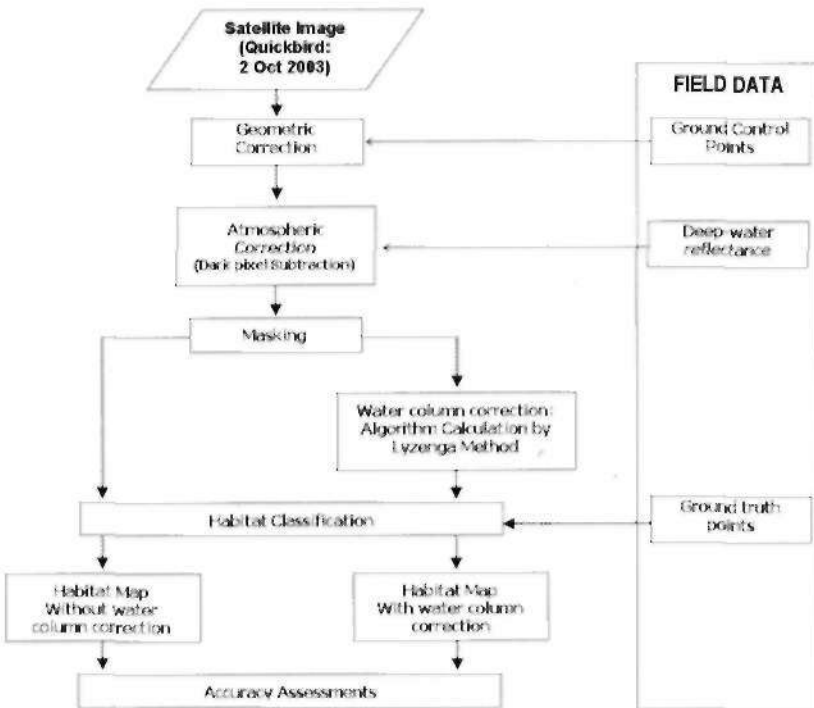 Satellite Image
(Quickbird:
2 Oct 2003)
FIELD DATA
Geometric
Correction
Ground Control
Points
Atmospheric
Correction
(Dark pixel Subtraction)
Deep-water
reflectance
Masking
Water column correction:
Algorithm Calculation by
Lyzenga Method
Habitat Classification
Ground truth
points
Habitat Map
Without water
column correction
Habitat Map
With water column
correction
Accuracy Assessments